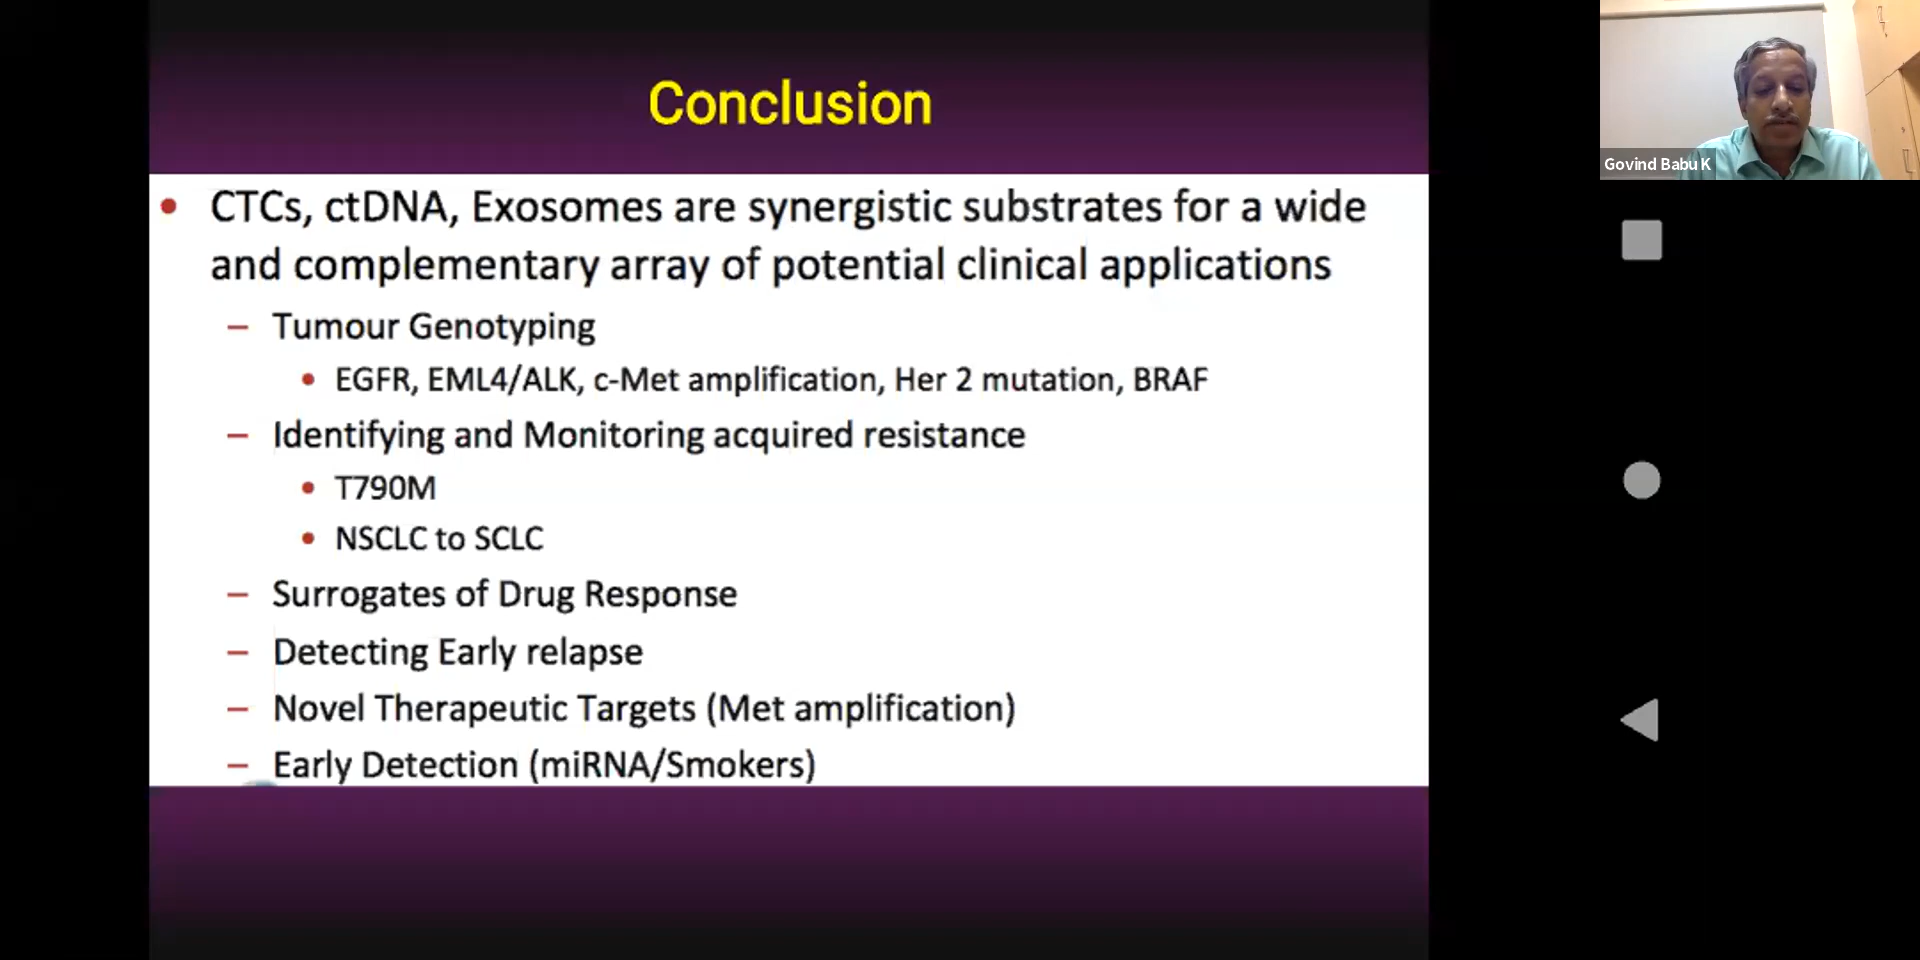 Conclusion
• CTCs, ctDNA, Exosomes are synergistic substrates for a wide
and complementary array of potential clinical applications
– Tumour Genotyping
• EGFR, EML4/ALK, c-Met amplification, Her 2 mutation, BRAF
– Identifying and Monitoring acquired resistance
• T790M
• NSCLC to SCLC
– Surrogates of Drug Response
– Detecting Early relapse
– Novel Therapeutic Targets (Met amplification)
– Early Detection (miRNA/Smokers)
Govind Babu K